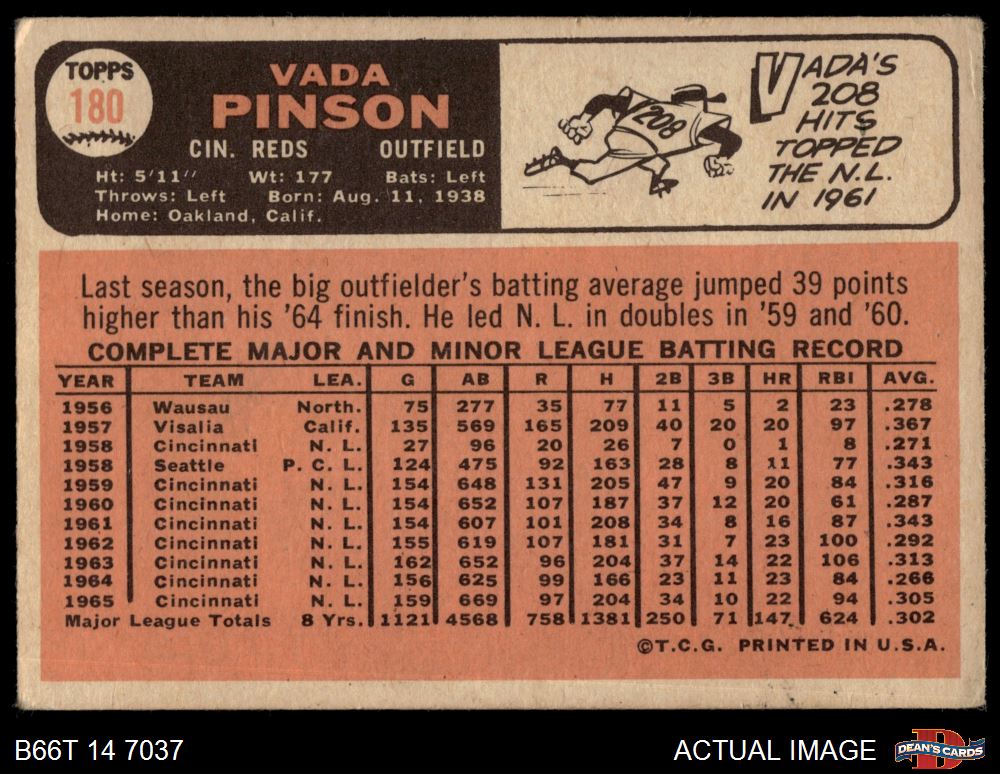 TOPPS
180
VADA
PINSON
CIN. REDS OUTFIELD
Ht: 5'11" Wt: 177 Bats: Left
Throws: Left Born: Aug. 11, 1938
Home: Oakland, Calif.
V208
VADA'S
208
HITS
TOPPED
THE N.L.
IN 1961
Last season, the big outfielder's batting average jumped 39 points
higher than his '64 finish. He led N. L. in doubles in '59 and '60.
COMPLETE MAJOR AND MINOR LEAGUE BATTING RECORD
YEAR TEAM LEA. G AB R H 2B 3B HR RBI AVG.
1956 Wausau North. 75 277 35 77 11 5 2 23 .278
1957 Visalia Calif. 135 569 165 209 40 20 20 97 .367
1958 Cincinnati N. L. 27 96 20 26 7 0 1 8 .271
1958 Seattle P. C. L. 124 475 92 163 28 8 11 77 .343
1959 Cincinnati N. L. 154 648 131 205 47 9 20 84 .316
1960 Cincinnati N. L. 154 652 107 187 37 12 20 61 .287
1961 Cincinnati N. L. 154 607 101 208 34 8 16 87 .343
1962 Cincinnati N. L. 155 619 107 181 31 7 23 100 .292
1963 Cincinnati N. L. 162 652 96 204 37 14 22 106 .313
1964 Cincinnati N. L. 156 625 99 166 23 11 23 84 .266
1965 Cincinnati N. L. 159 669 97 204 34 10 22 94 .305
Major League Totals 8 Yrs. 1121 4568 758 1381 250 71 147 624 .302
©T.C.G. PRINTED IN U.S.A.
B66T 14 7037
ACTUAL IMAGE
DEAN'S CARDS